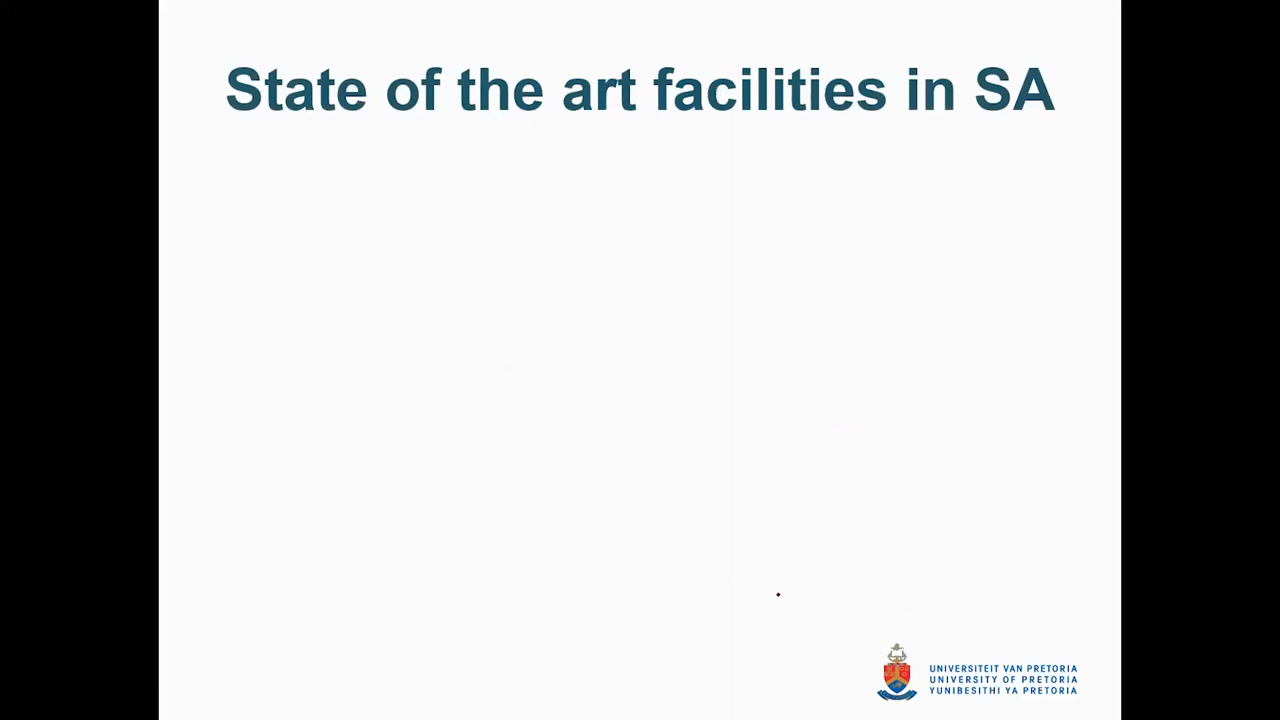 State of the art facilities in SA
UNIVERSITEIT VAN PRETORIA
UNIVERSITY OF PRETORIA
YUNIBESITHI YA PRETORIA